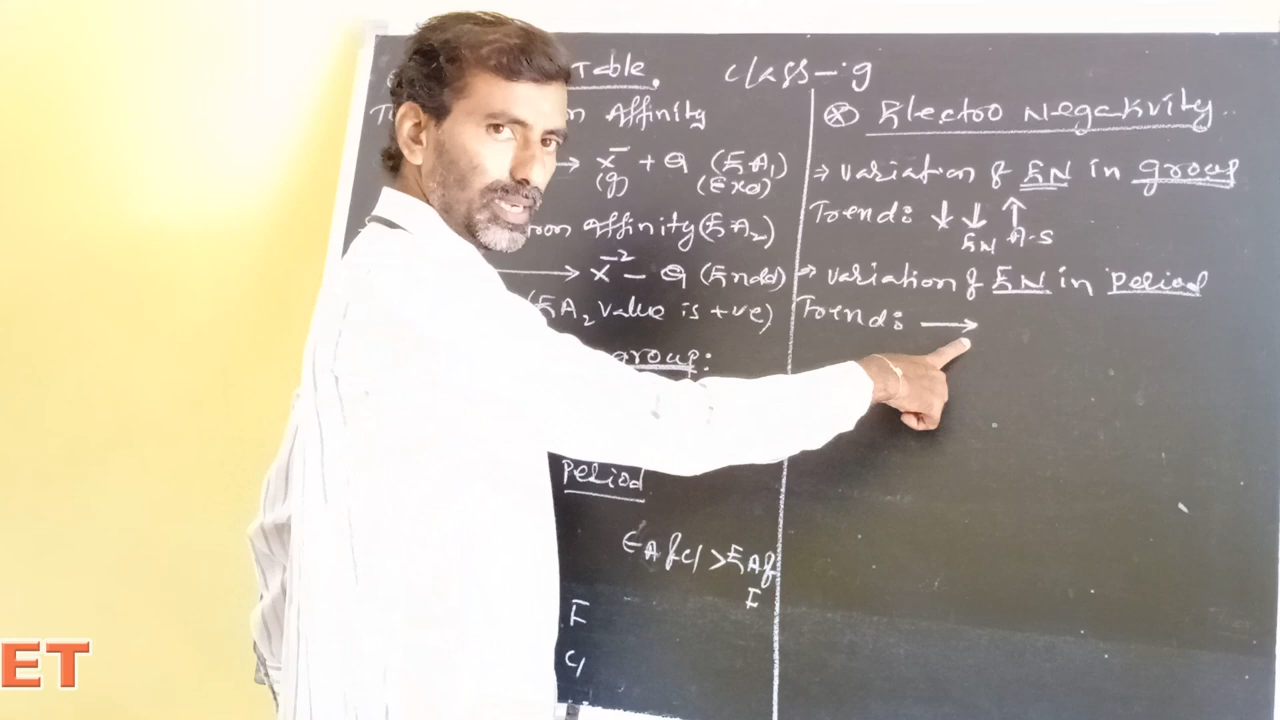 Table. Class-9
Affinity
→ X⁻ + Q (EA₁)
(g) (Exo)
Affinity (EA₂)
→ X⁻² - Q (Endo)
(EA₂ value is +ve)
group:
Period
EA of Cl > EA of
F
F
Cl
⊗ Electro Negativity
⇒ Variation of EN in group
Trend: ↓ ↓ ↑
EN A.S
⇒ Variation of EN in Period
Trend: →
ET